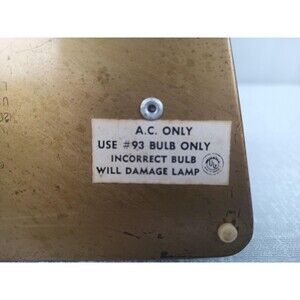 A.C. ONLY
USE #93 BULB ONLY
INCORRECT BULB
WILL DAMAGE LAMP